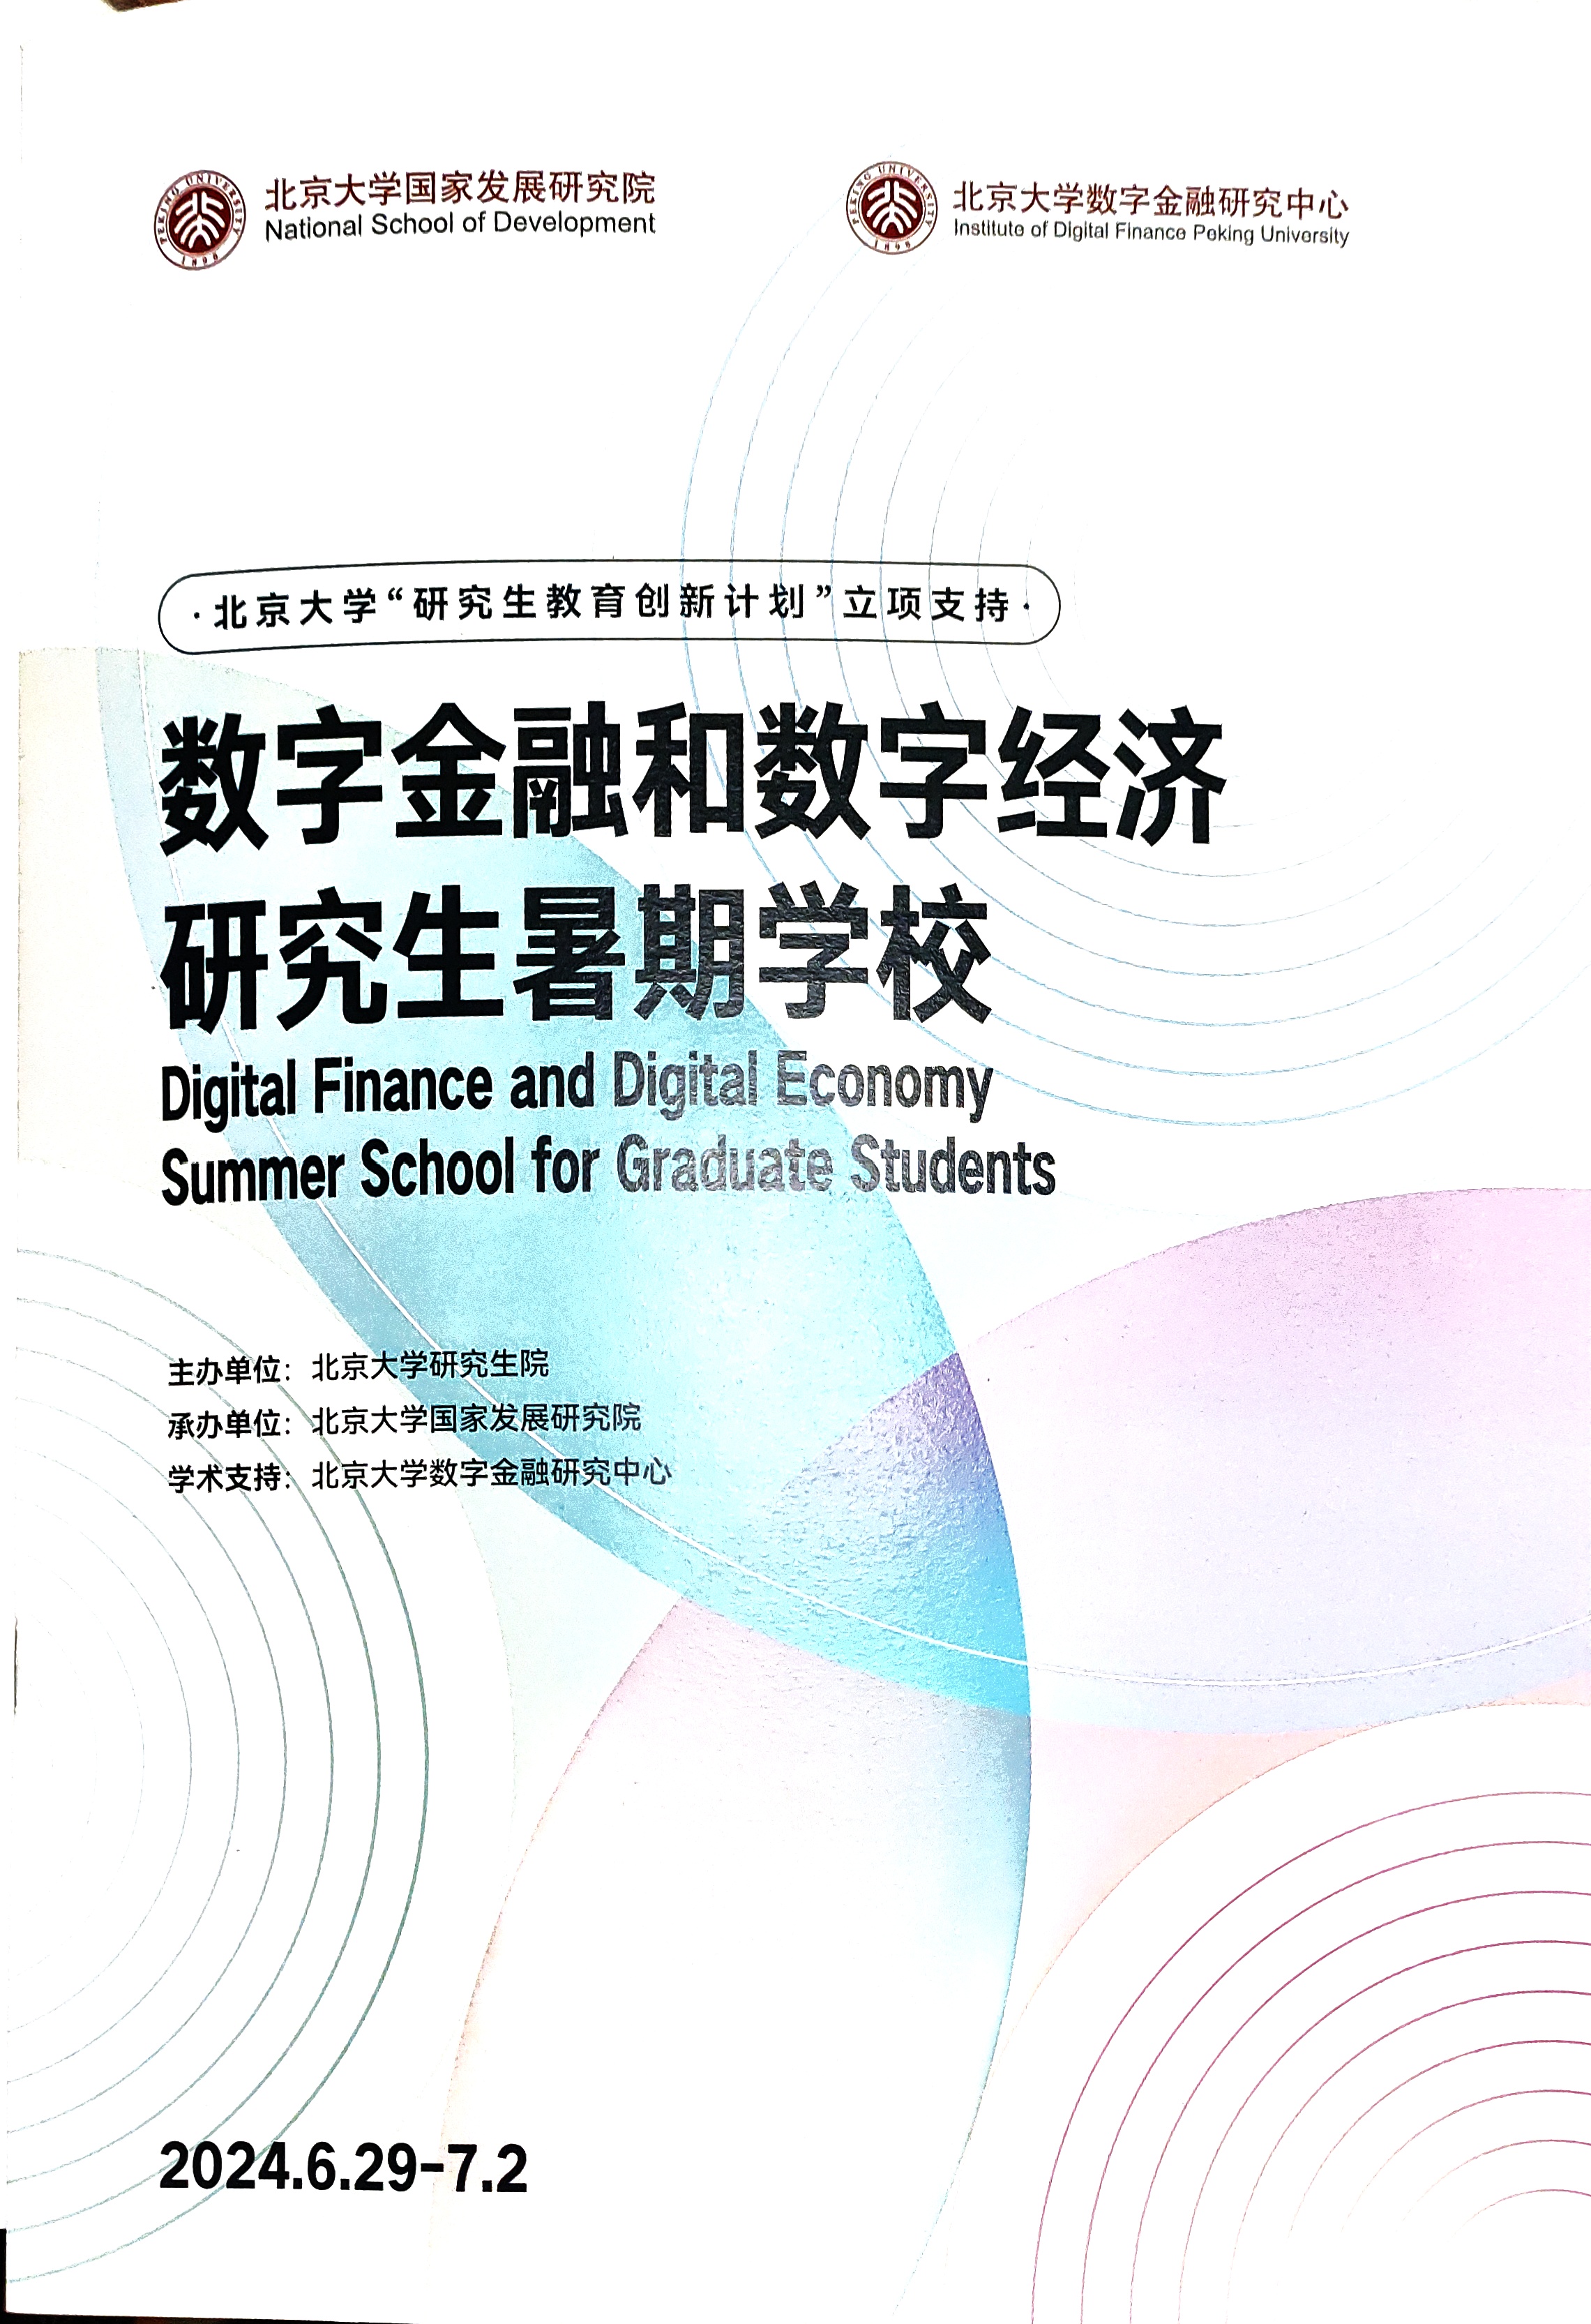 北京大学国家发展研究院
National School of Development
北京大学数字金融研究中心
Institute of Digital Finance Peking University
PEKING UNIVERSITY
1898
PEKING UNIVERSITY
1898
·北京大学“研究生教育创新计划”立项支持·
数字金融和数字经济
研究生暑期学校
Digital Finance and Digital Economy
Summer School for Graduate Students
主办单位：北京大学研究生院
承办单位：北京大学国家发展研究院
学术支持：北京大学数字金融研究中心
2024.6.29-7.2